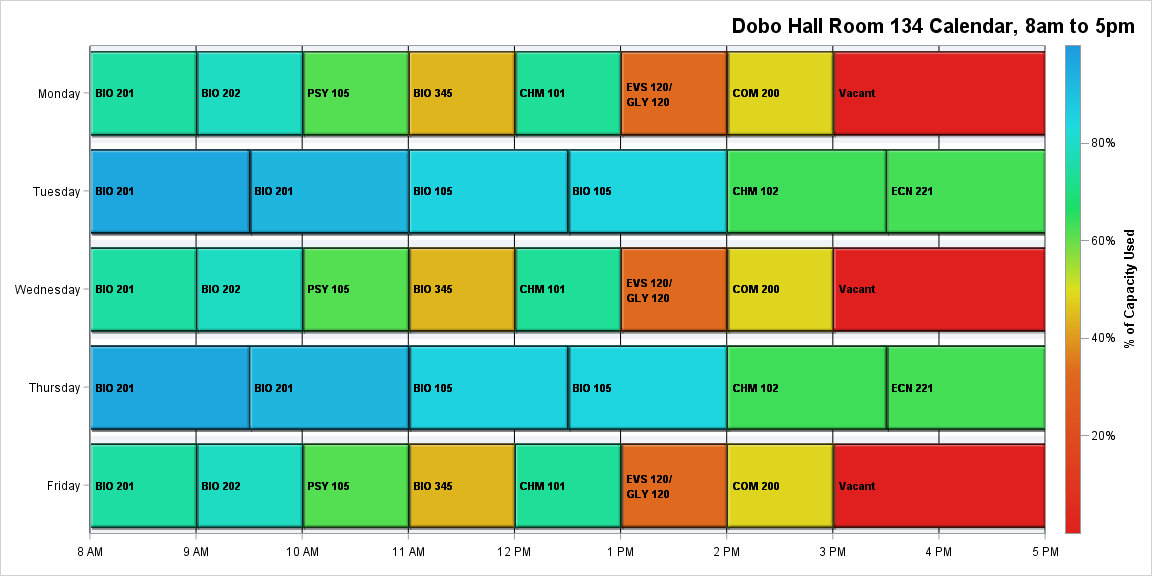 Dobo Hall Room 134 Calendar, 8am to 5pm
Monday
BIO 201
BIO 202
PSY 105
BIO 345
CHM 101
EVS 120/
GLY 120
COM 200
Vacant
Tuesday
BIO 201
BIO 201
BIO 105
BIO 105
CHM 102
ECN 221
Wednesday
BIO 201
BIO 202
PSY 105
BIO 345
CHM 101
EVS 120/
GLY 120
COM 200
Vacant
Thursday
BIO 201
BIO 201
BIO 105
BIO 105
CHM 102
ECN 221
Friday
BIO 201
BIO 202
PSY 105
BIO 345
CHM 101
EVS 120/
GLY 120
COM 200
Vacant
8 AM
9 AM
10 AM
11 AM
12 PM
1 PM
2 PM
3 PM
4 PM
5 PM
80%
60%
40%
20%
% of Capacity Used